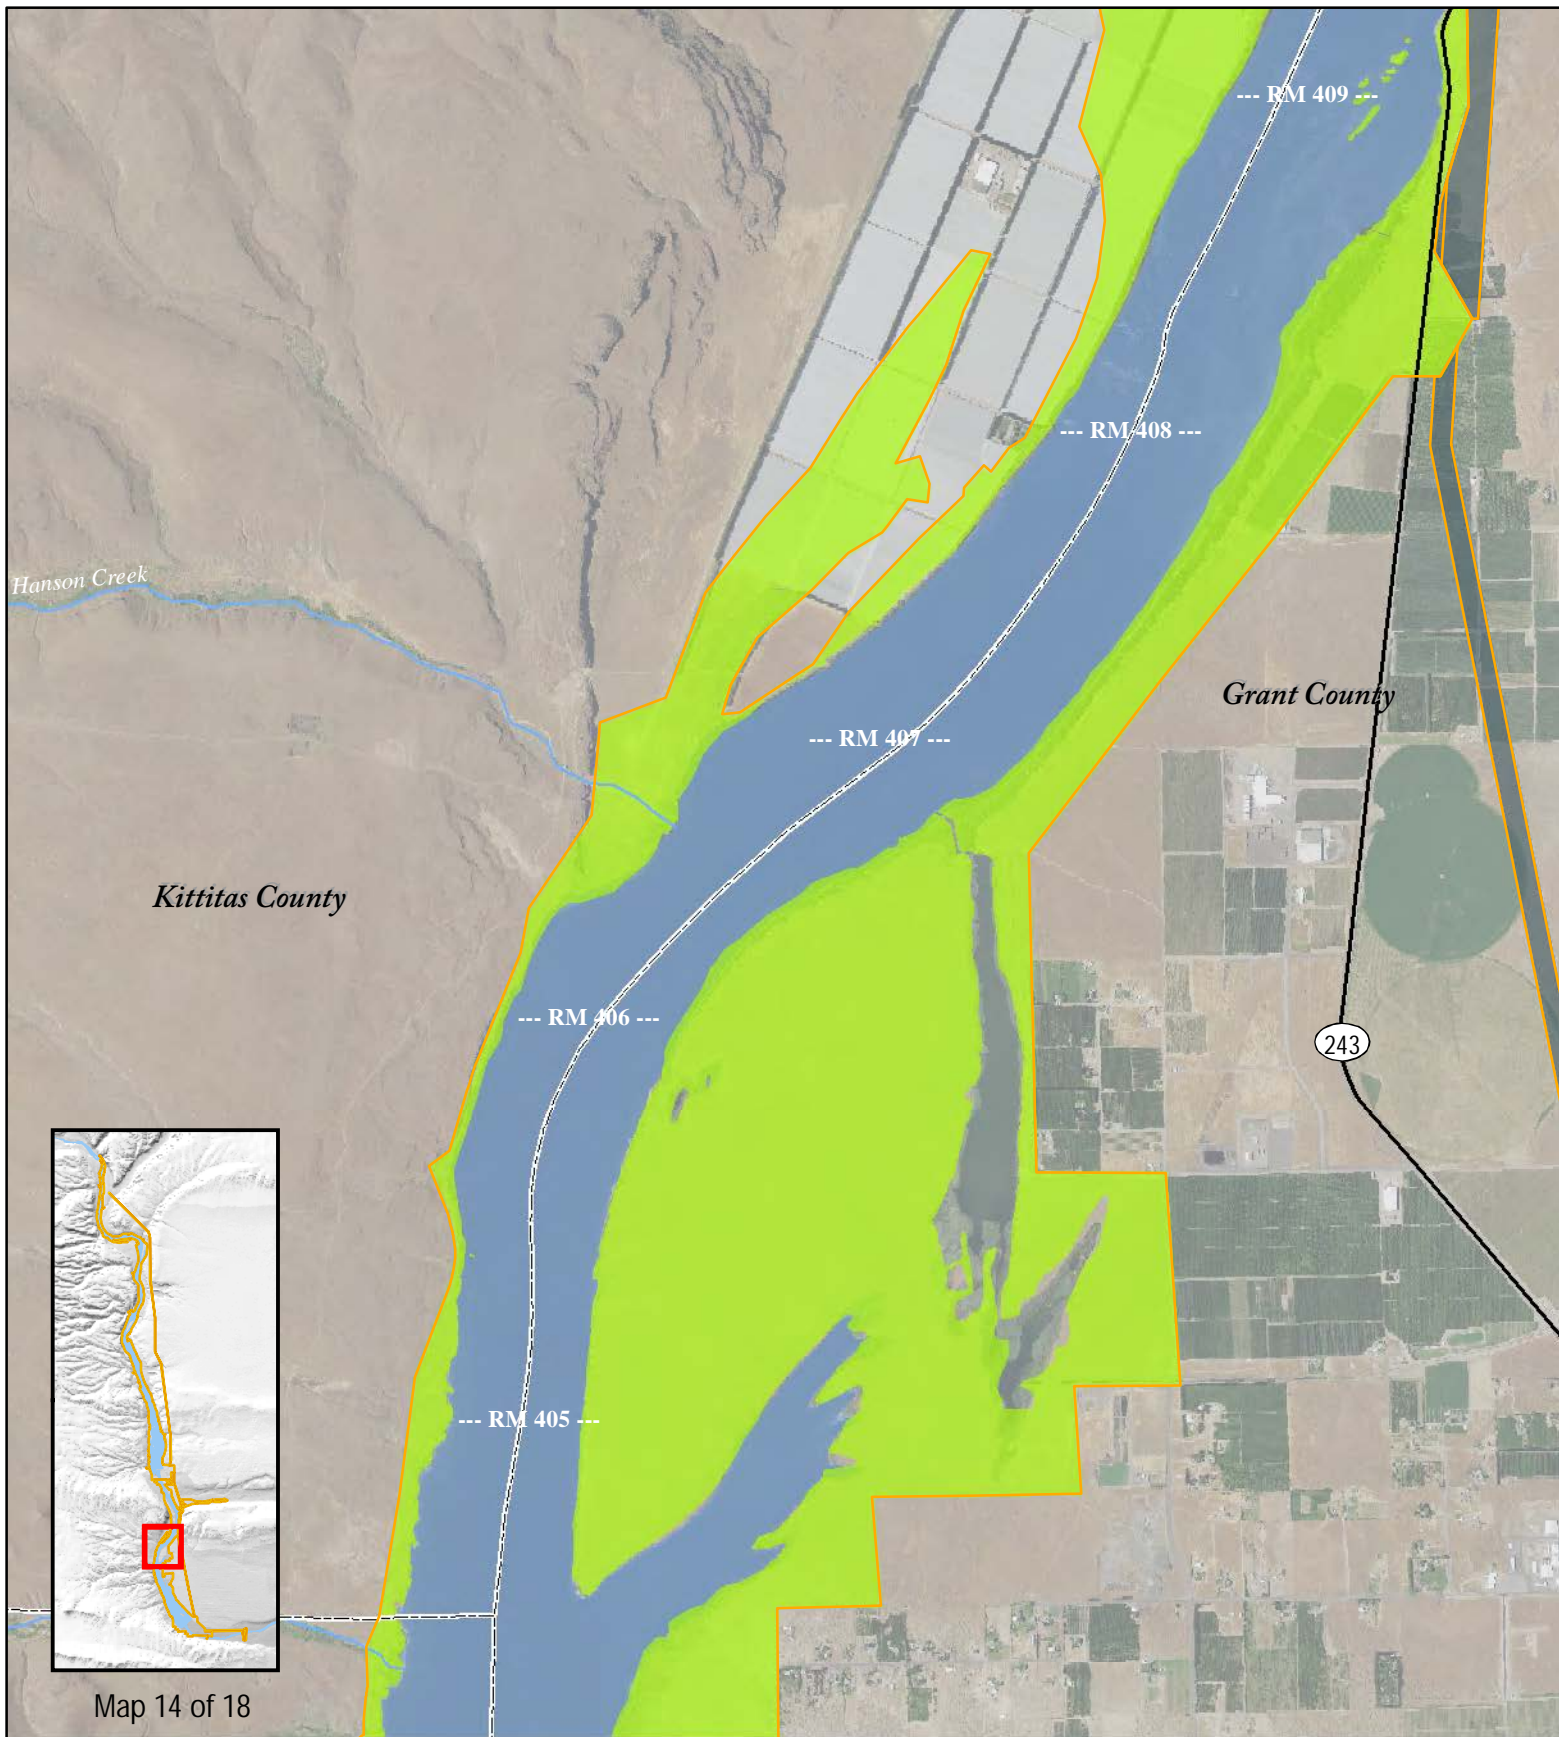 --- RM 409 ---
--- RM 408 ---
Hanson Creek
Grant County
--- RM 407 ---
Kittitas County
--- RM 406 ---
243
--- RM 405 ---
Map 14 of 18